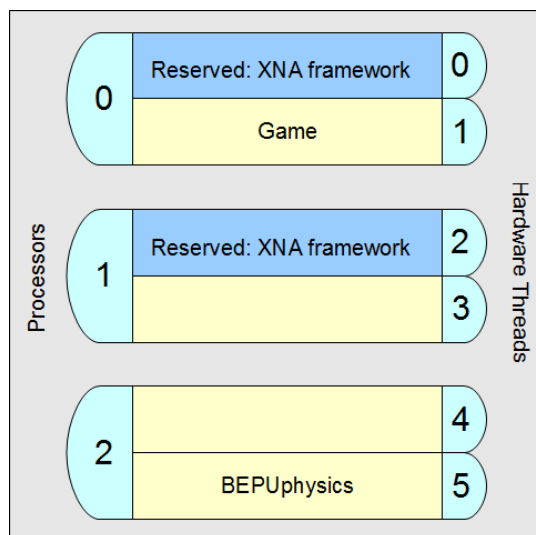 Processors
0
Reserved: XNA framework
0
Game
1
1
Reserved: XNA framework
2
3
2
4
BEPUphysics
5
Hardware Threads